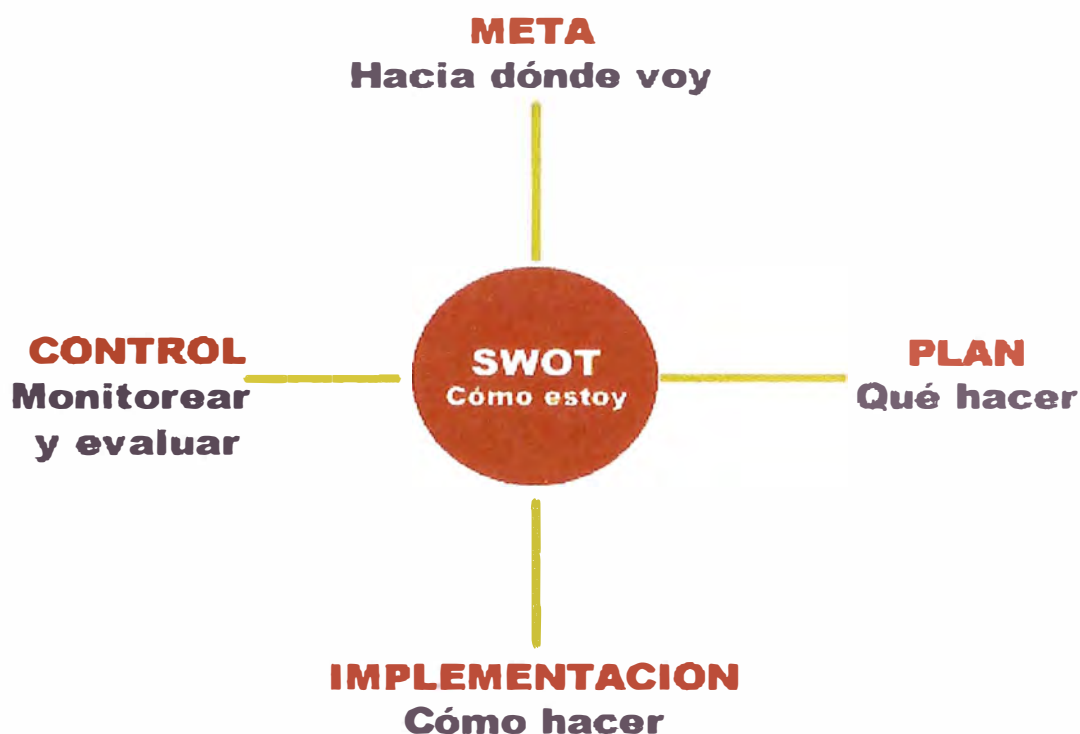 META
Hacia dónde voy
CONTROL
Monitorear
y evaluar
SWOT
Cómo estoy
PLAN
Qué hacer
IMPLEMENTACION
Cómo hacer